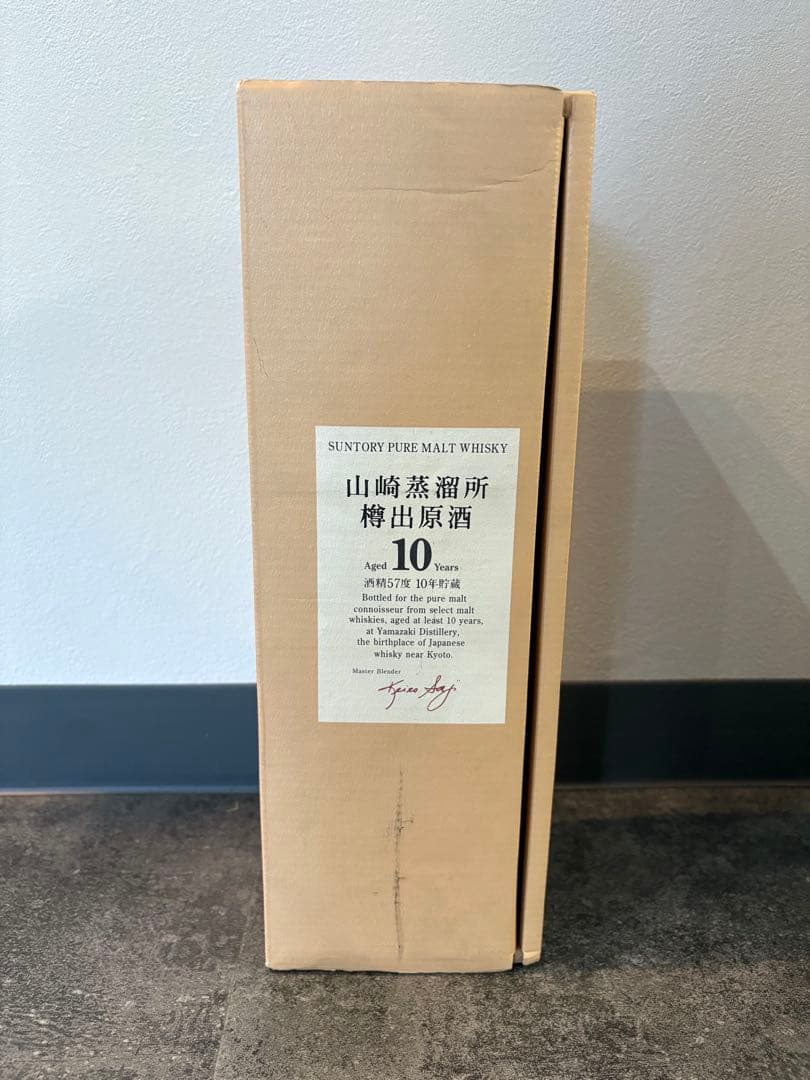 SUNTORY PURE MALT WHISKY
山崎蒸溜所
樽出原酒
Aged 10 Years
酒精57度 10年貯蔵
Bottled for the pure malt
connoisseur from select malt
whiskies, aged at least 10 years,
at Yamazaki Distillery,
the birthplace of Japanese
whisky near Kyoto.
Master Blender
Keizo Saji